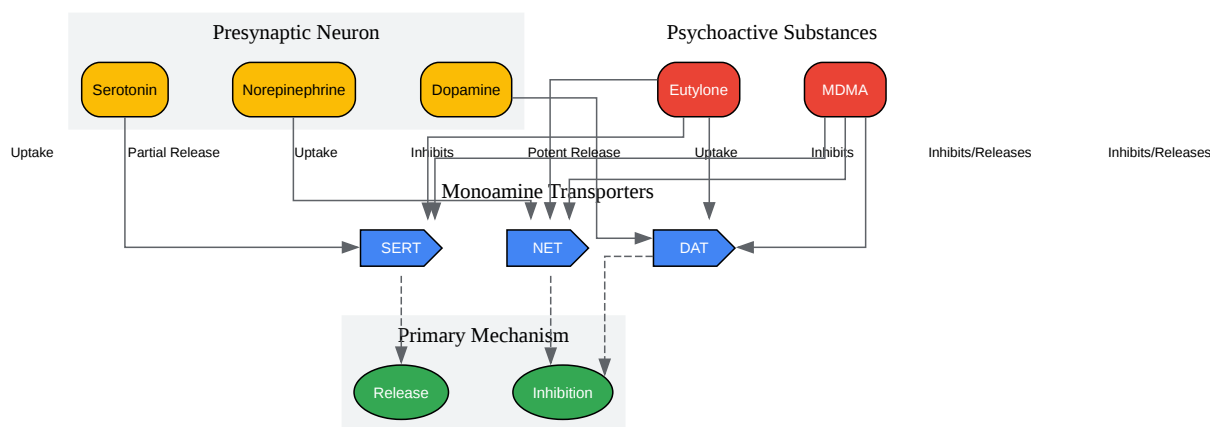 Presynaptic Neuron
Psychoactive Substances
Serotonin
Norepinephrine
Dopamine
Eutylone
MDMA
Uptake
Partial Release
Uptake
Inhibits
Potent Release
Uptake
Inhibits
Inhibits/Releases
Inhibits/Releases
Monoamine Transporters
SERT
NET
DAT
Primary Mechanism
Release
Inhibition